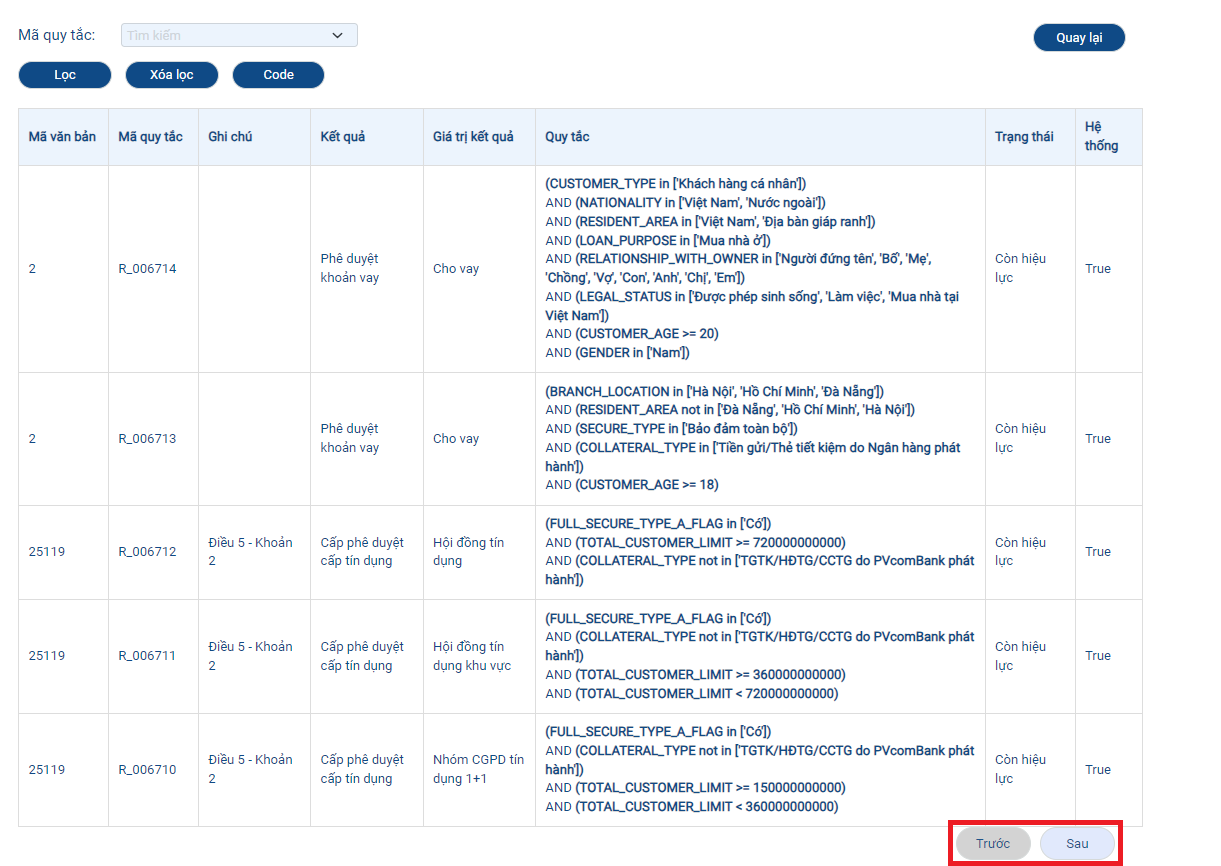 Mã quy tắc:
Tìm kiếm
Quay lại
Lọc
Xóa lọc
Code
Mã văn bản
Mã quy tắc
Ghi chú
Kết quả
Giá trị kết quả
Quy tắc
Trạng thái
Hệ
thống
2
R_006714
Phê duyệt
khoản vay
Cho vay
(CUSTOMER_TYPE in ['Khách hàng cá nhân'])
AND (NATIONALITY in ['Việt Nam', 'Nước ngoài'])
AND (RESIDENT_AREA in ['Việt Nam', 'Địa bàn giáp ranh'])
AND (LOAN_PURPOSE in ['Mua nhà ở'])
AND (RELATIONSHIP_WITH_OWNER in ['Người đứng tên', 'Bố', 'Mẹ',
'Chồng', 'Vợ', 'Con', 'Anh', 'Chị', 'Em'])
AND (LEGAL_STATUS in ['Được phép sinh sống', 'Làm việc', 'Mua nhà tại
Việt Nam'])
AND (CUSTOMER_AGE >= 20)
AND (GENDER in ['Nam'])
Còn hiệu
lực
True
2
R_006713
Phê duyệt
khoản vay
Cho vay
(BRANCH_LOCATION in ['Hà Nội', 'Hồ Chí Minh', 'Đà Nẵng'])
AND (RESIDENT_AREA not in ['Đà Nẵng', 'Hồ Chí Minh', 'Hà Nội'])
AND (SECURE_TYPE in ['Bảo đảm toàn bộ'])
AND (COLLATERAL_TYPE in ['Tiền gửi/Thẻ tiết kiệm do Ngân hàng phát
hành'])
AND (CUSTOMER_AGE >= 18)
Còn hiệu
lực
True
25119
R_006712
Điều 5 - Khoản
2
Cấp phê duyệt
cấp tín dụng
Hội đồng tín
dụng
(FULL_SECURE_TYPE_A_FLAG in ['Có'])
AND (TOTAL_CUSTOMER_LIMIT >= 720000000000)
AND (COLLATERAL_TYPE not in ['TGTK/HĐTG/CCTG do PVcomBank phát
hành'])
Còn hiệu
lực
True
25119
R_006711
Điều 5 - Khoản
2
Cấp phê duyệt
cấp tín dụng
Hội đồng tín
dụng khu vực
(FULL_SECURE_TYPE_A_FLAG in ['Có'])
AND (COLLATERAL_TYPE not in ['TGTK/HĐTG/CCTG do PVcomBank phát
hành'])
AND (TOTAL_CUSTOMER_LIMIT >= 360000000000)
AND (TOTAL_CUSTOMER_LIMIT < 720000000000)
Còn hiệu
lực
True
25119
R_006710
Điều 5 - Khoản
2
Cấp phê duyệt
cấp tín dụng
Nhóm CGPD tín
dụng 1+1
(FULL_SECURE_TYPE_A_FLAG in ['Có'])
AND (COLLATERAL_TYPE not in ['TGTK/HĐTG/CCTG do PVcomBank phát
hành'])
AND (TOTAL_CUSTOMER_LIMIT >= 150000000000)
AND (TOTAL_CUSTOMER_LIMIT < 360000000000)
Còn hiệu
lực
True
Trước
Sau